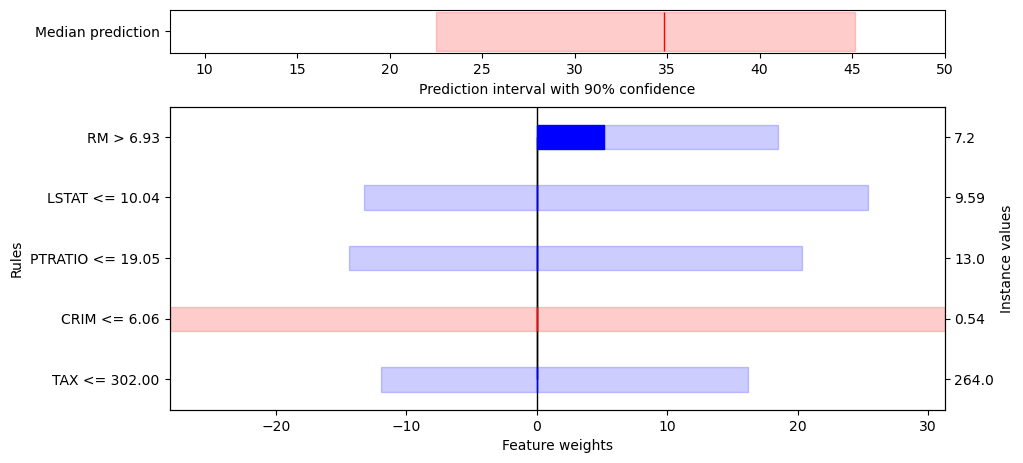 Median prediction
10 15 20 25 30 35 40 45 50
Prediction interval with 90% confidence
RM > 6.93 7.2
LSTAT <= 10.04 9.59
PTRATIO <= 19.05 13.0
CRIM <= 6.06 0.54
TAX <= 302.00 264.0
Rules
Instance values
−20 −10 0 10 20 30
Feature weights